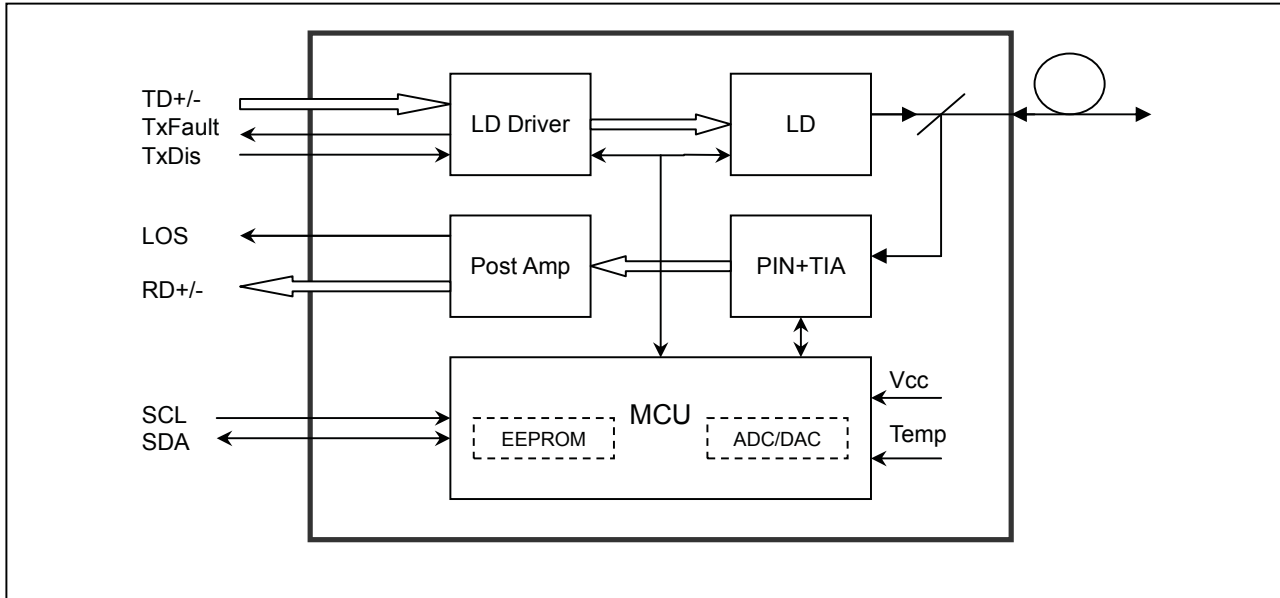 TD+/-
TxFault
TxDis
LD Driver
LD
LOS
RD+/-
Post Amp
PIN+TIA
SCL
SDA
MCU
EEPROM
ADC/DAC
Vcc
Temp